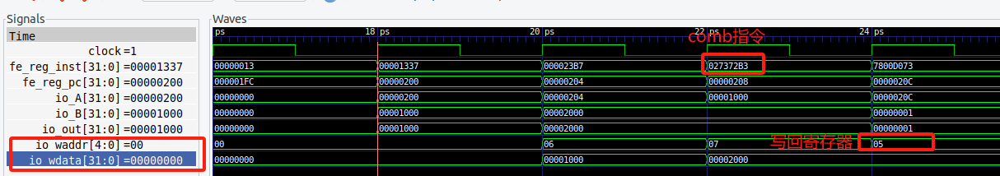 Signals Waves
Time ps 18 ps 20 ps 22 ps 24 ps
comb指令
clock =1
fe_reg_inst[31:0] =00001337 00000013 00001337 000023B7 027372B3 7800D073
fe_reg_pc[31:0] =00000200 000001FC 00000200 00000204 00000208 0000020C
io_A[31:0] =00000200 00000000 00000200 00000204 00001000 0000020C
io_B[31:0] =00001000 00000000 00001000 00002000 00000001
io_out[31:0] =00001000 00000000 00001000 00002000 00000001
io_waddr[4:0] =00 00 06 07 写回寄存器 05
io_wdata[31:0] =00000000 00000000 00001000 00002000